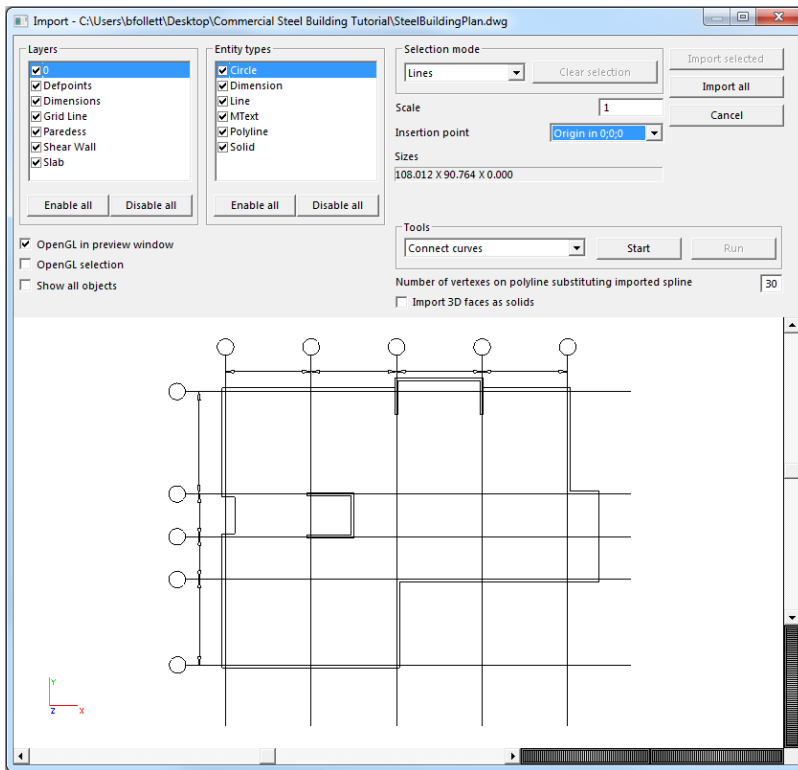 Import - C:\Users\bfollett\Desktop\Commercial Steel Building Tutorial\SteelBuildingPlan.dwg
Layers
0
Defpoints
Dimensions
Grid Line
Paredess
Shear Wall
Slab
Enable all
Disable all
Entity types
Circle
Dimension
Line
MText
Polyline
Solid
Enable all
Disable all
Selection mode
Lines
Clear selection
Import selected
Import all
Cancel
Scale
1
Insertion point
Origin in 0;0;0
Sizes
108.012 X 90.764 X 0.000
OpenGL in preview window
OpenGL selection
Show all objects
Tools
Connect curves
Start
Run
Number of vertexes on polyline substituting imported spline
30
Import 3D faces as solids
Y
Z
X